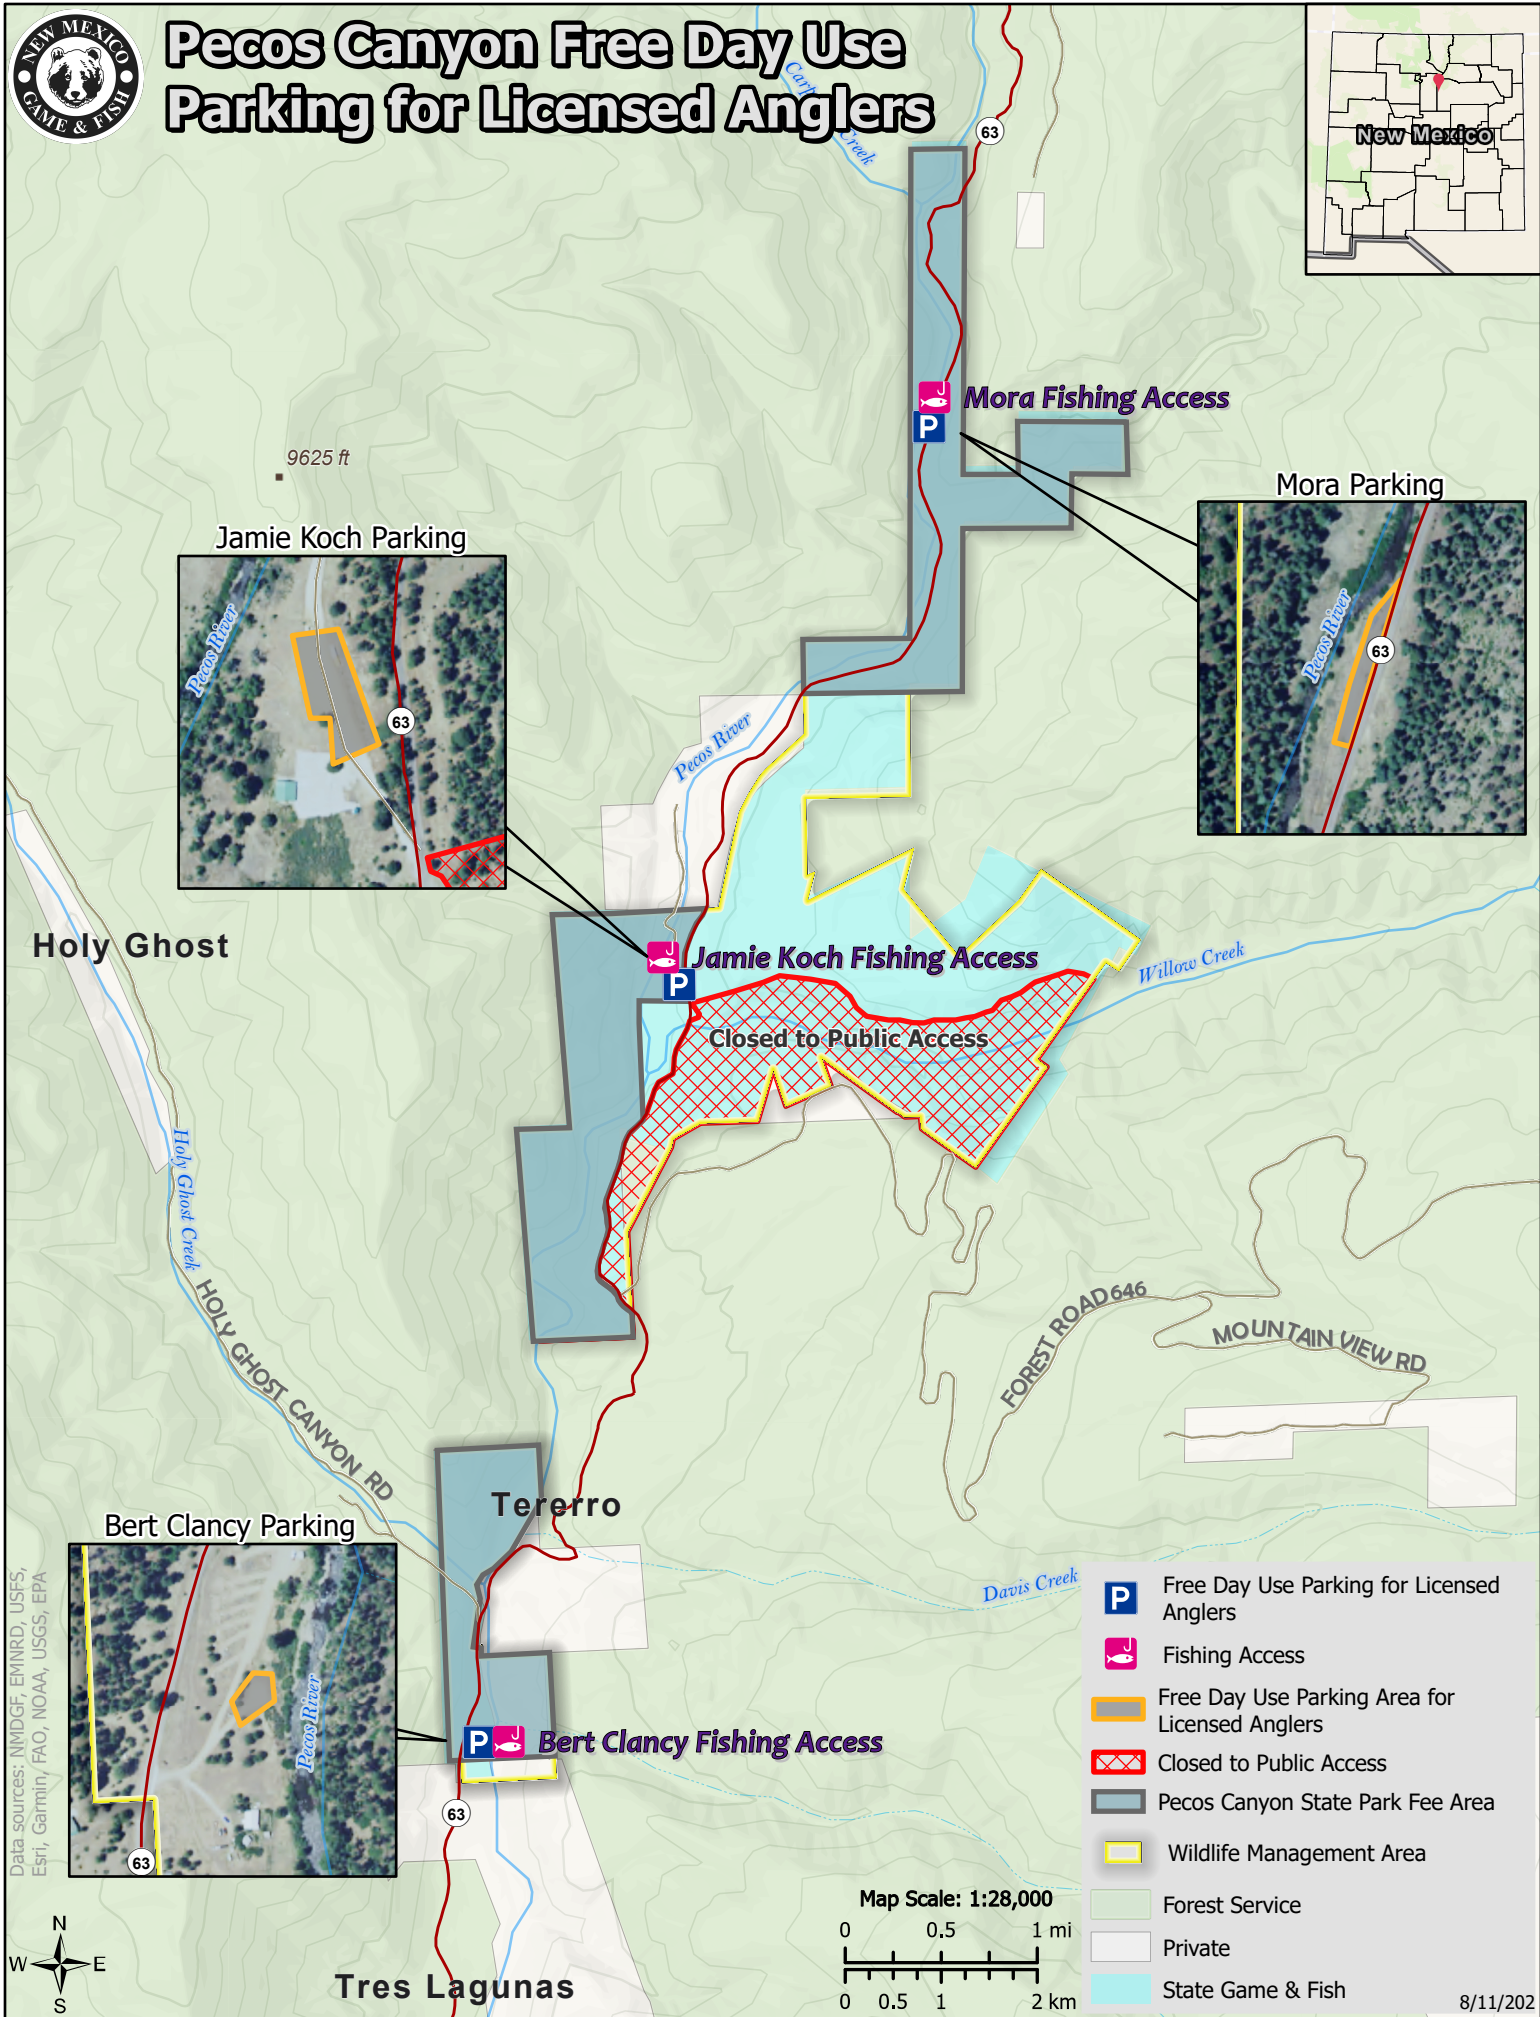 NEW MEXICO
GAME & FISH
Pecos Canyon Free Day Use
Parking for Licensed Anglers
New Mexico
Creek
63
Mora Fishing Access
P
9625 ft
Mora Parking
Pecos River
63
Jamie Koch Parking
Pecos River
63
Pecos River
Holy Ghost
Jamie Koch Fishing Access
P
Willow Creek
Closed to Public Access
Holy Ghost Creek
HOLY GHOST CANYON RD
FOREST ROAD 646
MOUNTAIN VIEW RD
Tererro
Bert Clancy Parking
Pecos River
63
Davis Creek
P
Bert Clancy Fishing Access
63
Tres Lagunas
Data sources: NMDGF, EMNRD, USFS,
Esri, Garmin, FAO, NOAA, USGS, EPA
N
W E
S
Map Scale: 1:28,000
0 0.5 1 mi
0 0.5 1 2 km
P Free Day Use Parking for Licensed
Anglers
Fishing Access
Free Day Use Parking Area for
Licensed Anglers
Closed to Public Access
Pecos Canyon State Park Fee Area
Wildlife Management Area
Forest Service
Private
State Game & Fish
8/11/202